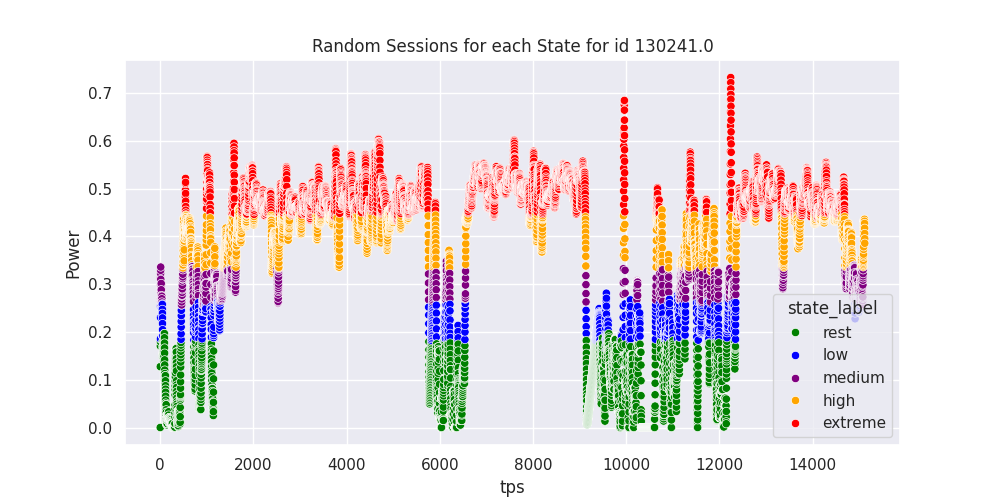 Random Sessions for each State for id 130241.0
Power
0.7
0.6
0.5
0.4
0.3
0.2
0.1
0.0
state_label
rest
low
medium
high
extreme
0 2000 4000 6000 8000 10000 12000 14000
tps